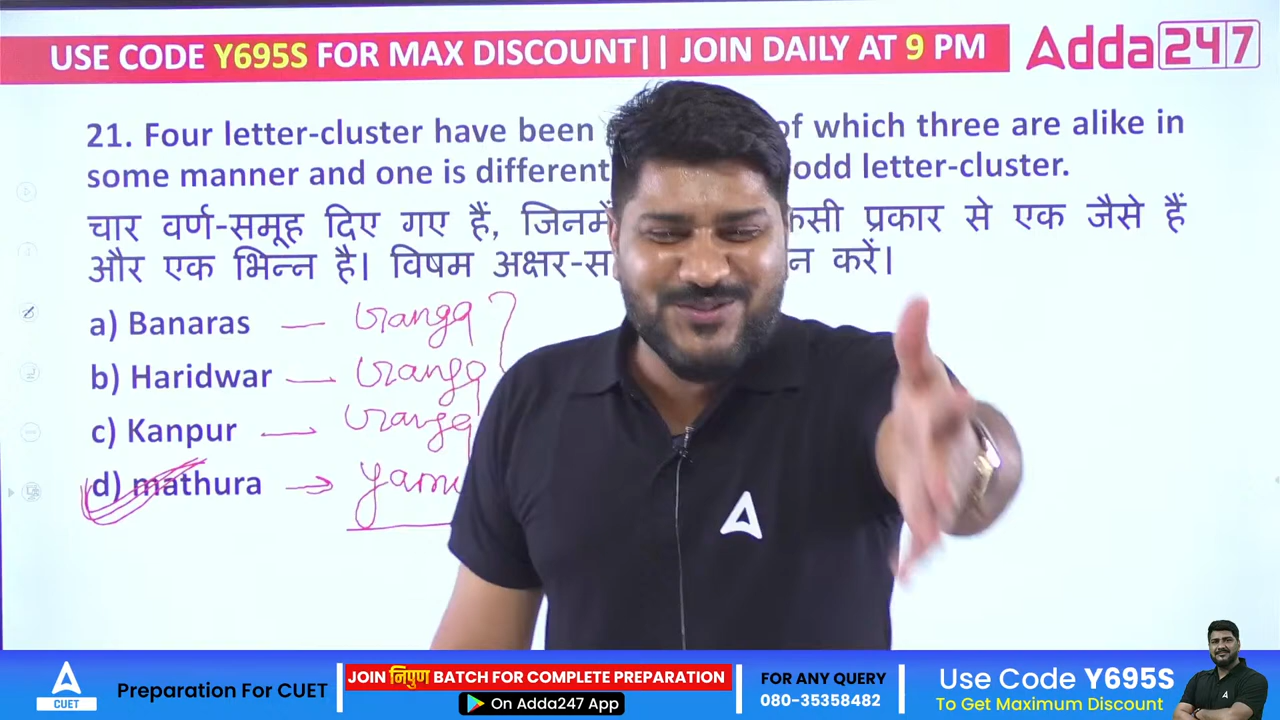 USE CODE Y695S FOR MAX DISCOUNT|| JOIN DAILY AT 9 PM
Adda247
21. Four letter-cluster have been of which three are alike in
some manner and one is different odd letter-cluster.
चार वर्ण-समूह दिए गए हैं, जिनमें प्रकार से एक जैसे हैं
और एक भिन्न है। विषम अक्षर-स न करें।
a) Banaras — Ganga
b) Haridwar — Ganga
c) Kanpur — Ganga
d) mathura → Yamu
CUET
Preparation For CUET
JOIN निपुण BATCH FOR COMPLETE PREPARATION
On Adda247 App
FOR ANY QUERY
080-35358482
Use Code Y695S
To Get Maximum Discount